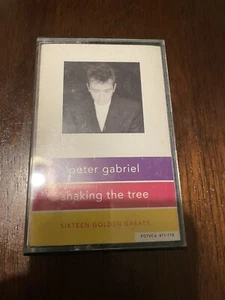 peter gabriel
shaking the tree
SIXTEEN GOLDEN GREATS